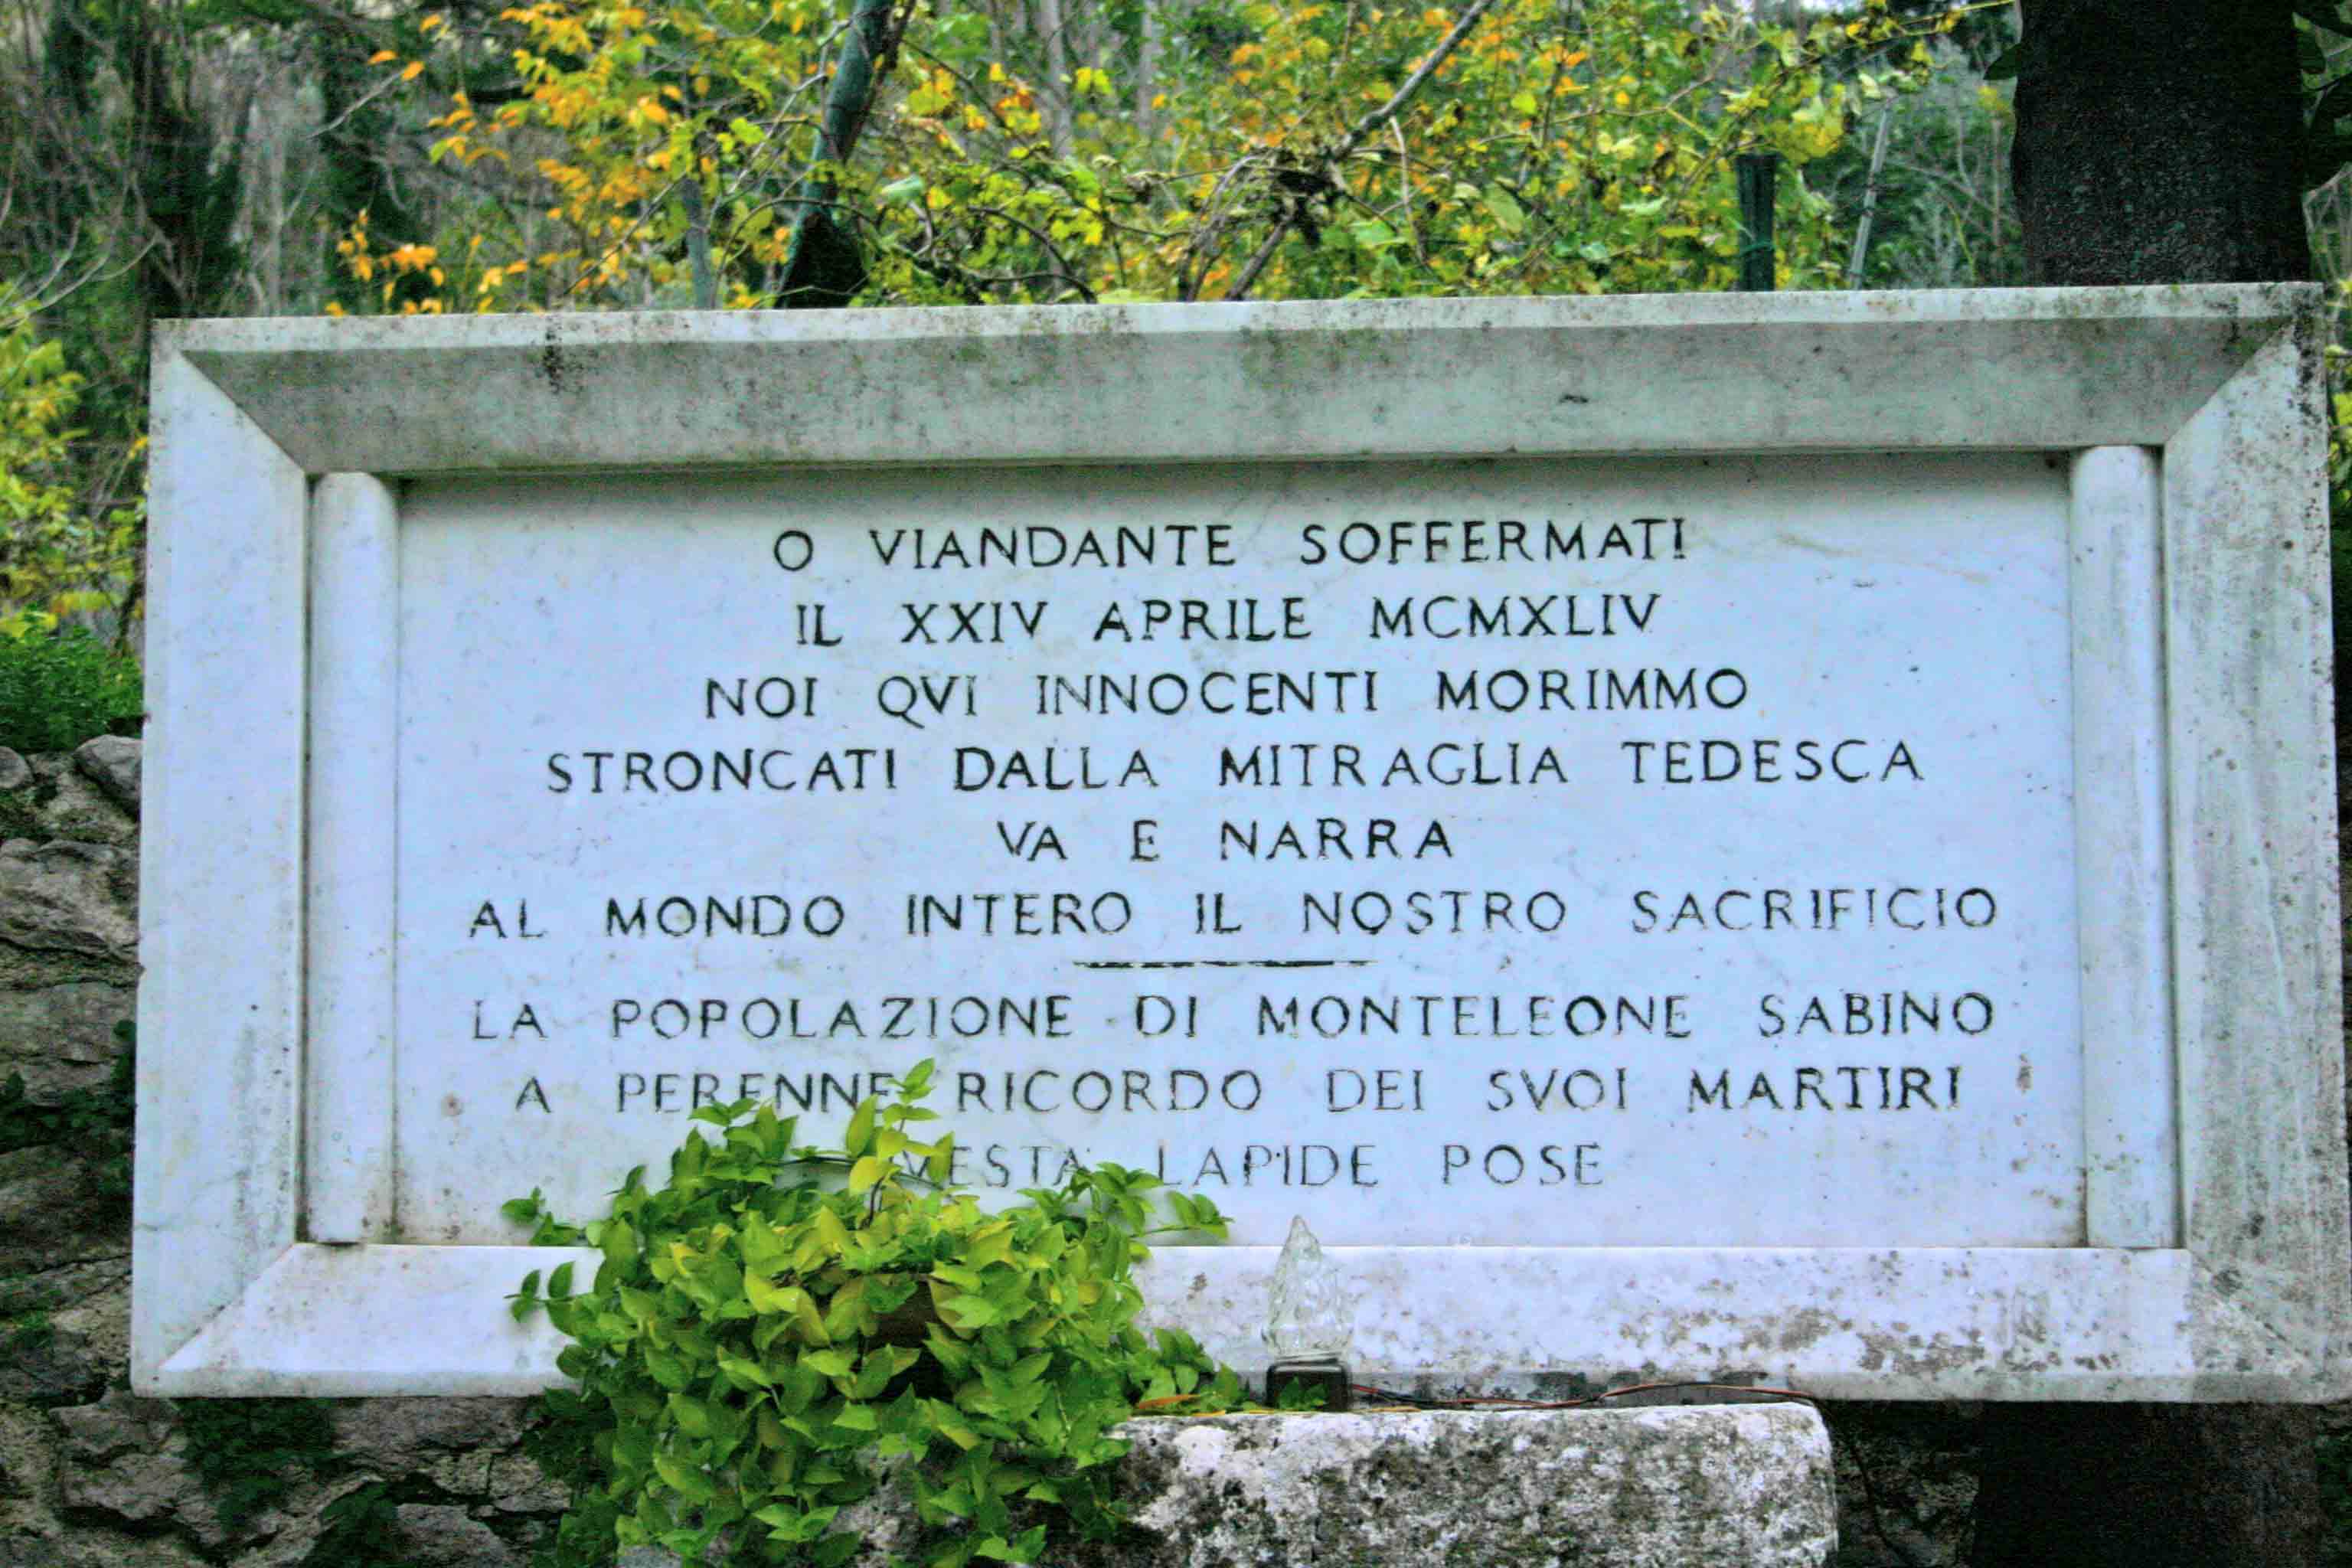 O VIANDANTE SOFFERMATI
IL XXIV APRILE MCMXLIV
NOI QVI INNOCENTI MORIMMO
STRONCATI DALLA MITRAGLIA TEDESCA
VA E NARRA
AL MONDO INTERO IL NOSTRO SACRIFICIO
LA POPOLAZIONE DI MONTELEONE SABINO
A PERENNE RICORDO DEI SVOI MARTIRI
LAPIDE POSE